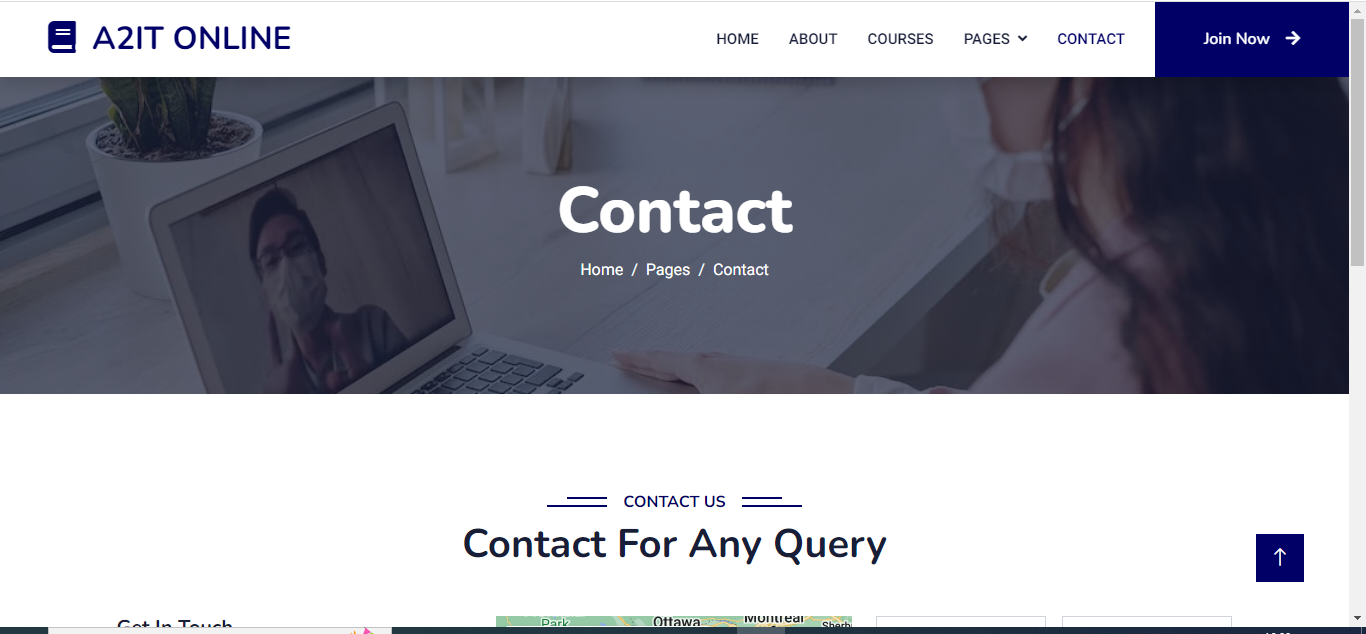 A2IT ONLINE
HOME
ABOUT
COURSES
PAGES
CONTACT
Join Now
Contact
Home / Pages / Contact
CONTACT US
Contact For Any Query
Get In Touch
Park
Ottawa
Montreal